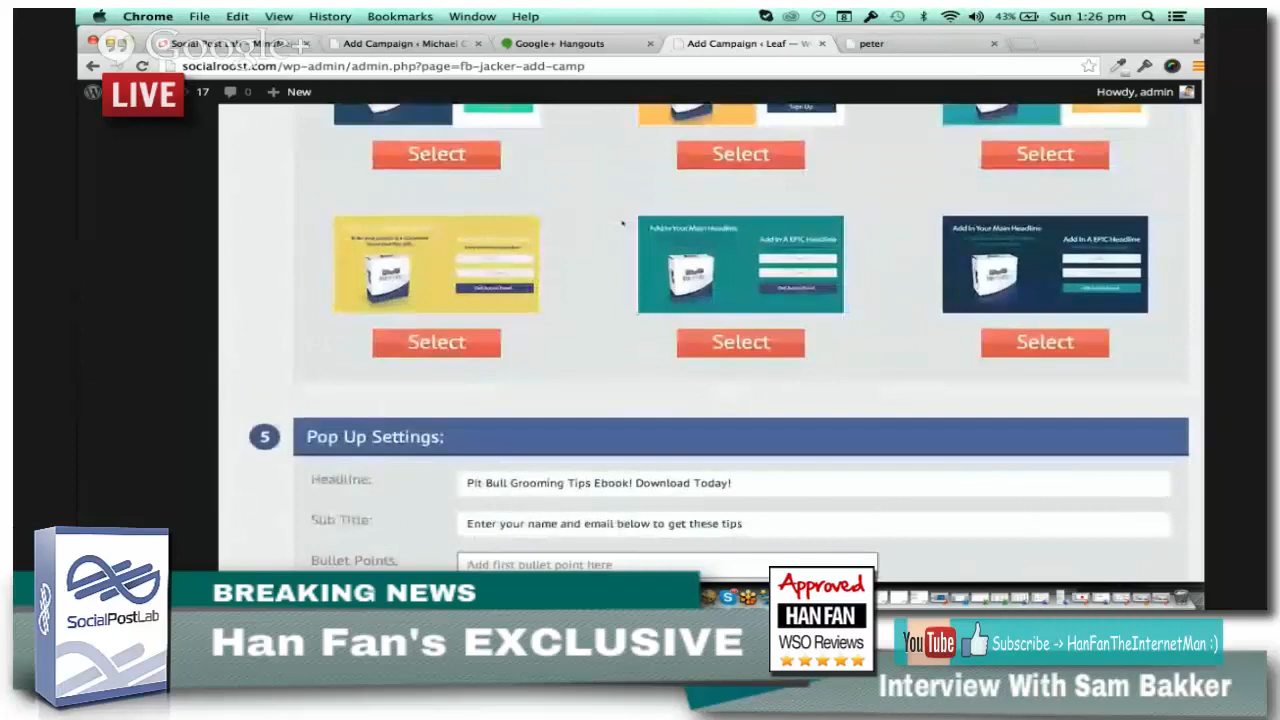 Chrome File Edit View History Bookmarks Window Help 43% Sun 1:26 pm
Google+
Add Campaign ‹ Michael C
Google+ Hangouts
Add Campaign ‹ Leaf — W
peter
socialroost.com/wp-admin/admin.php?page=fb-jacker-add-camp
LIVE
17 0 + New
Howdy, admin
Sign Up
Select Select Select
Add In Your Main Headline
Add In A EPIC Headline
Add In Your Main Headline
Add In A EPIC Headline
Select Select Select
5 Pop Up Settings:
Headline: Pit Bull Grooming Tips Ebook! Download Today!
Sub Title: Enter your name and email below to get these tips
Bullet Points: Add first bullet point here
BREAKING NEWS
Han Fan's EXCLUSIVE
SocialPostLab
Approved
HAN FAN
WSO Reviews
YouTube Subscribe -> HanFanTheInternetMan :)
Interview With Sam Bakker